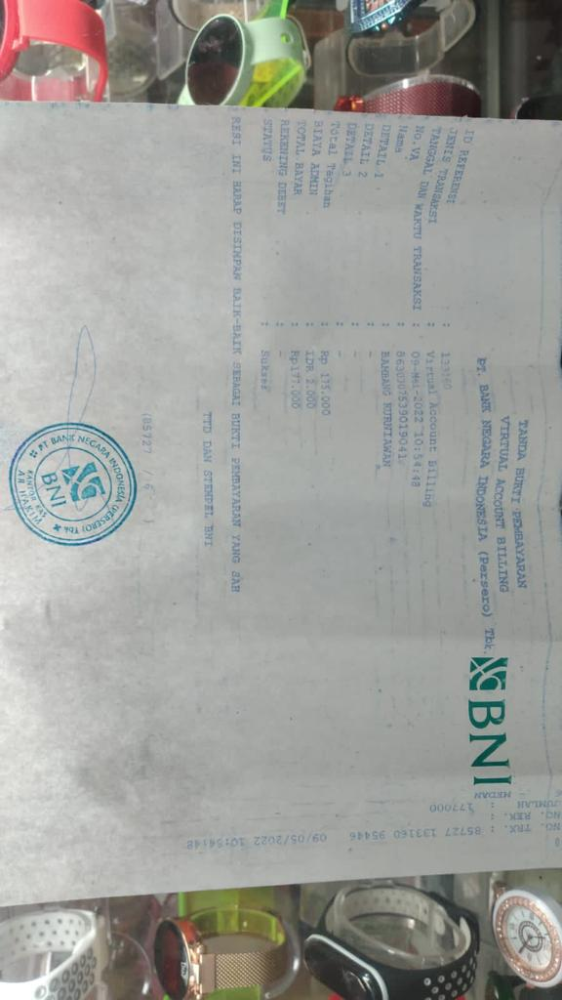 TANDA BUKTI PEMBAYARAN
VIRTUAL ACCOUNT BILLING
PT. BANK NEGARA INDONESIA (Persero) Tbk.
BNI
ID REFERENSI : 133160
JENIS TRANSAKSI : Virtual Account Billing
TANGGAL DAN WAKTU TRANSAKSI : 09-Mei-2022 10:54:48
NO.VA : 8630307539019041
Nama : BAMBANG KURNIAWAN
DETAIL 1 : -
DETAIL 2 : -
DETAIL 3 : -
Total Tagihan : Rp 175.000
BIAYA ADMIN : IDR 2.000
TOTAL BAYAR : Rp177.000
REKENING DEBET : -
STATUS : Sukses
RESI INI HARAP DISIMPAN BAIK-BAIK SEBAGAI BUKTI PEMBAYARAN YANG SAH
TTD DAN STEMPEL BNI
(85727 / 6 )
PT BANK NEGARA INDONESIA (PERSERO) Tbk
BNI
KANTOR KAS
AR HAKIM
NO. TRX. : 85727 133160 95446 09/05/2022 10:54:48
NO. REK. :
JUMLAH : 177000
- MEDAN